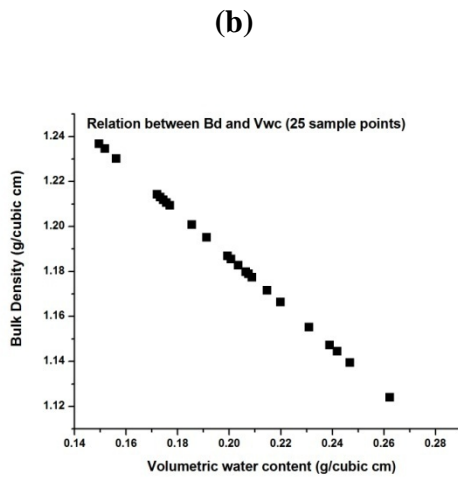 (b)
Relation between Bd and Vwc (25 sample points)
Bulk Density (g/cubic cm)
1.24
1.22
1.20
1.18
1.16
1.14
1.12
0.14 0.16 0.18 0.20 0.22 0.24 0.26 0.28
Volumetric water content (g/cubic cm)